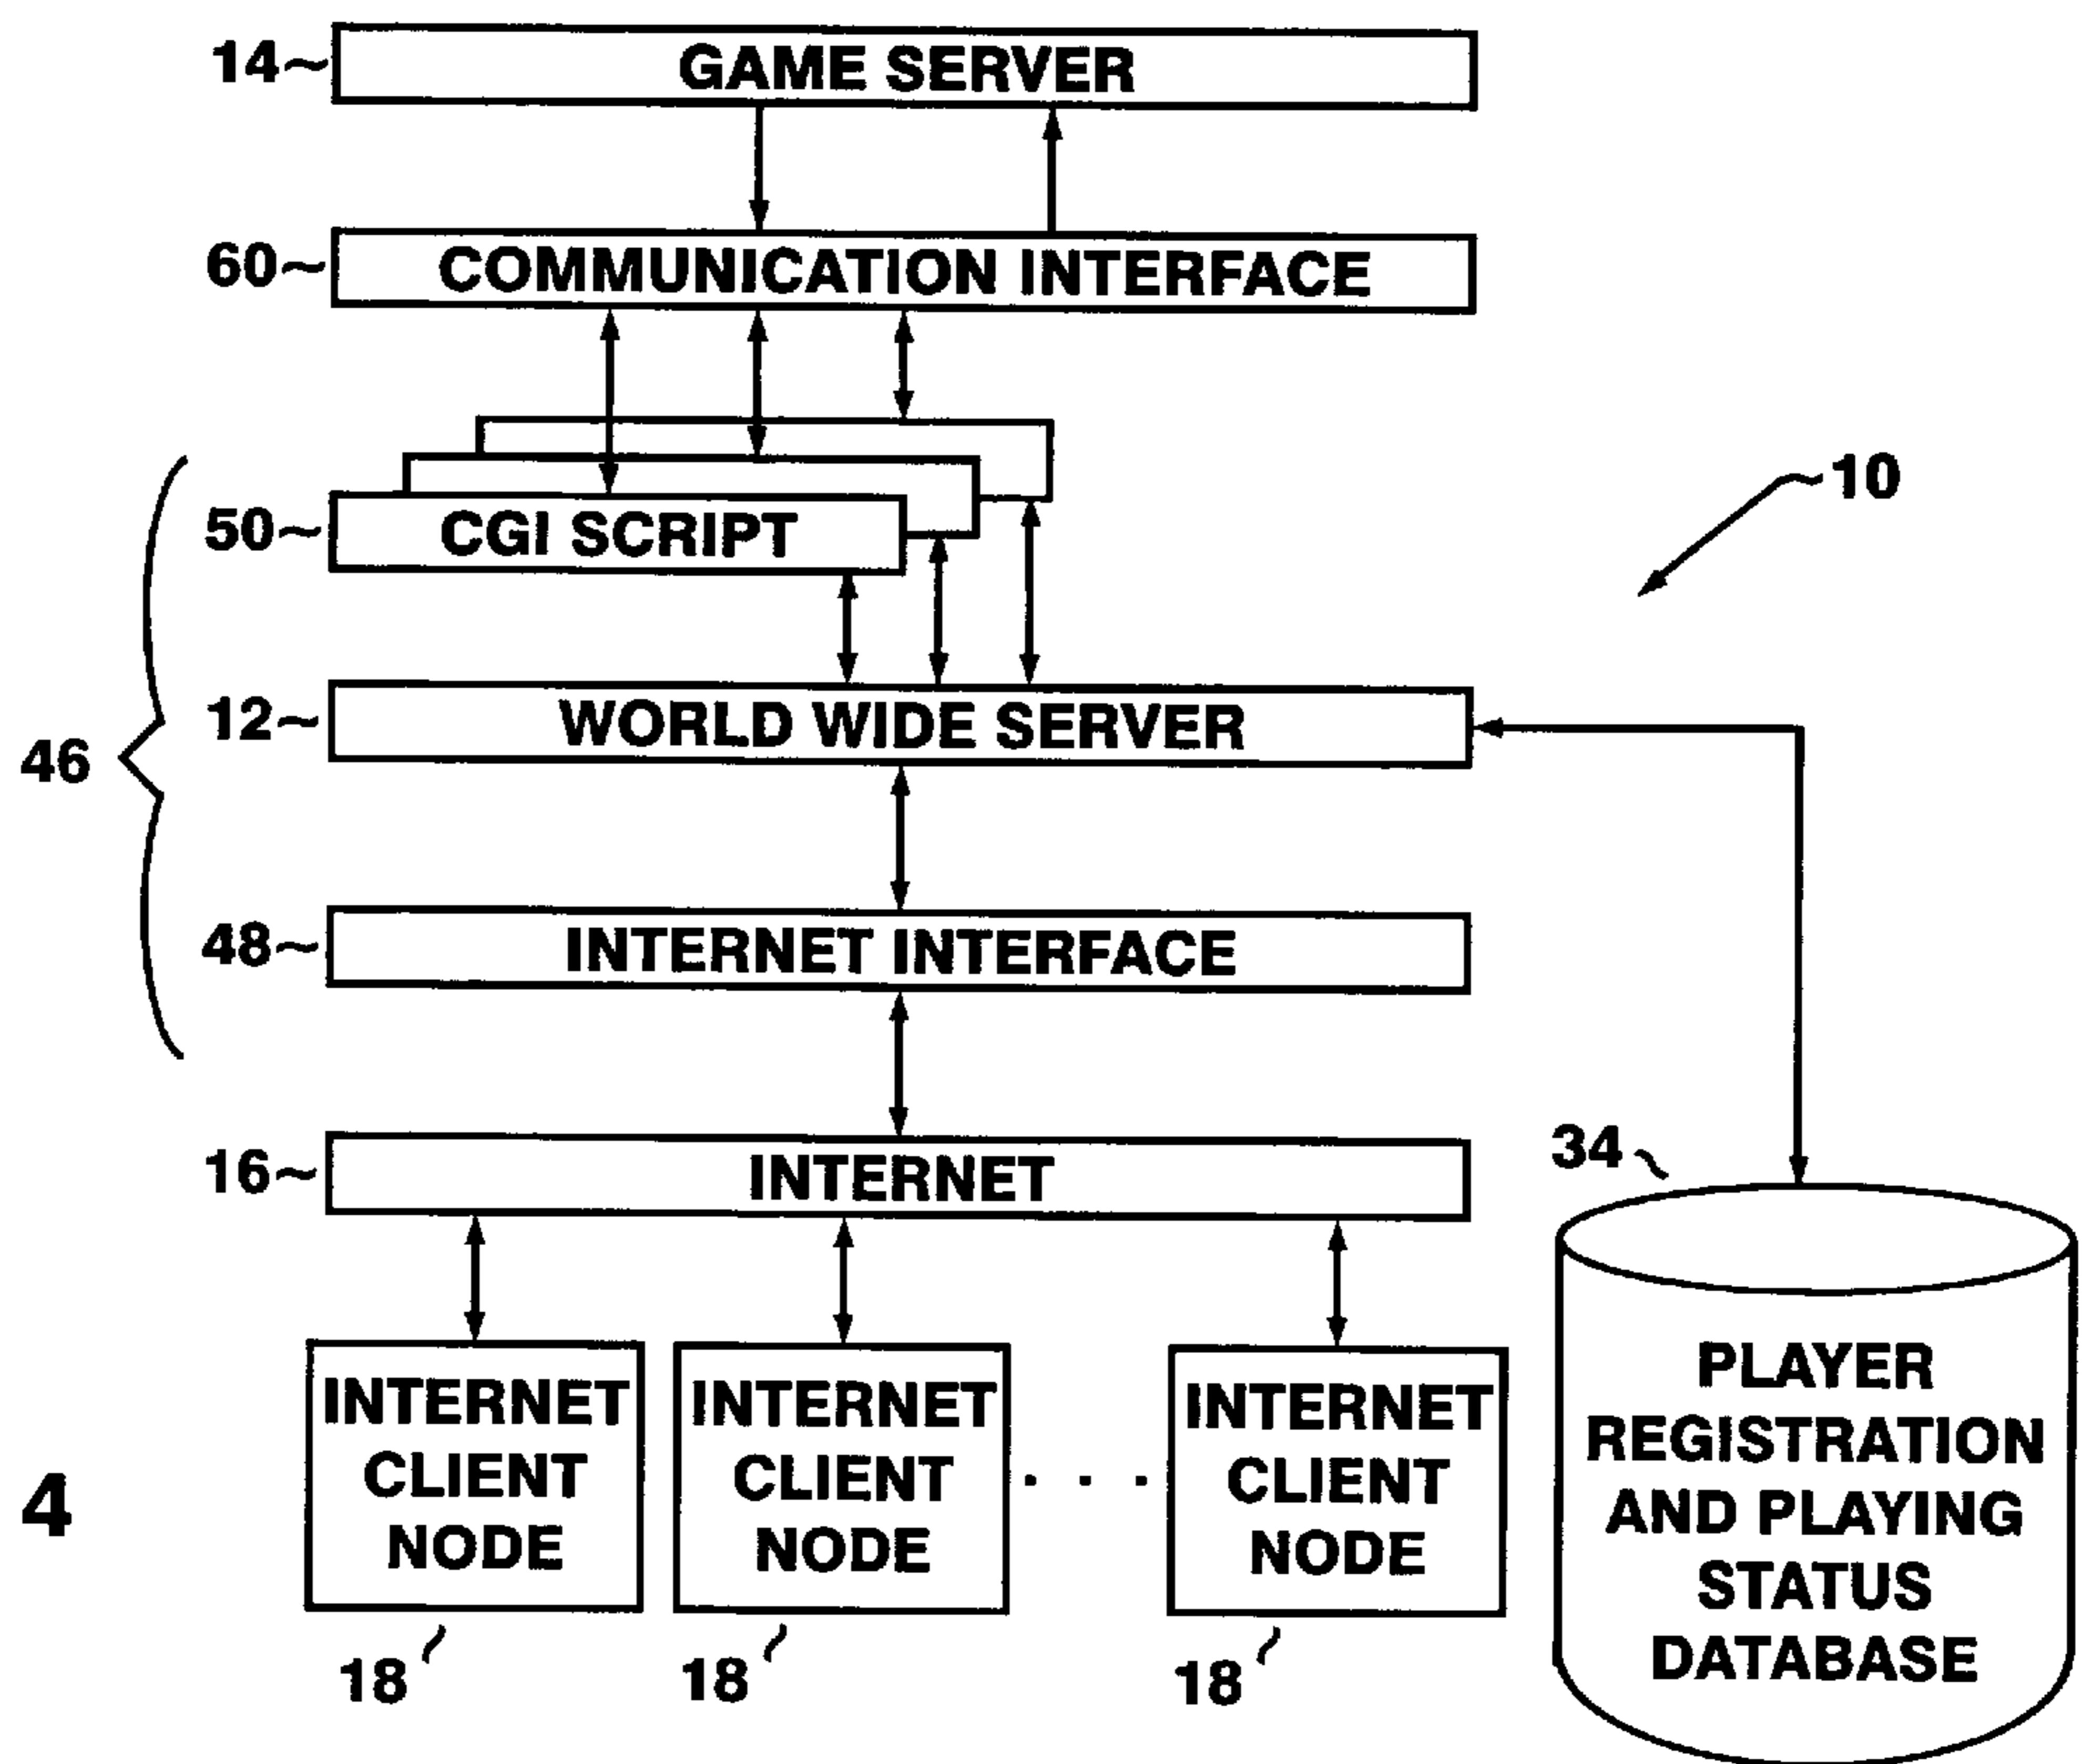 14 GAME SERVER
60 COMMUNICATION INTERFACE
50 CGI SCRIPT
10
12 WORLD WIDE SERVER
46
48 INTERNET INTERFACE
16 INTERNET
34
INTERNET
CLIENT
NODE
18
INTERNET
CLIENT
NODE
18
. . .
INTERNET
CLIENT
NODE
18
PLAYER
REGISTRATION
AND PLAYING
STATUS
DATABASE
4